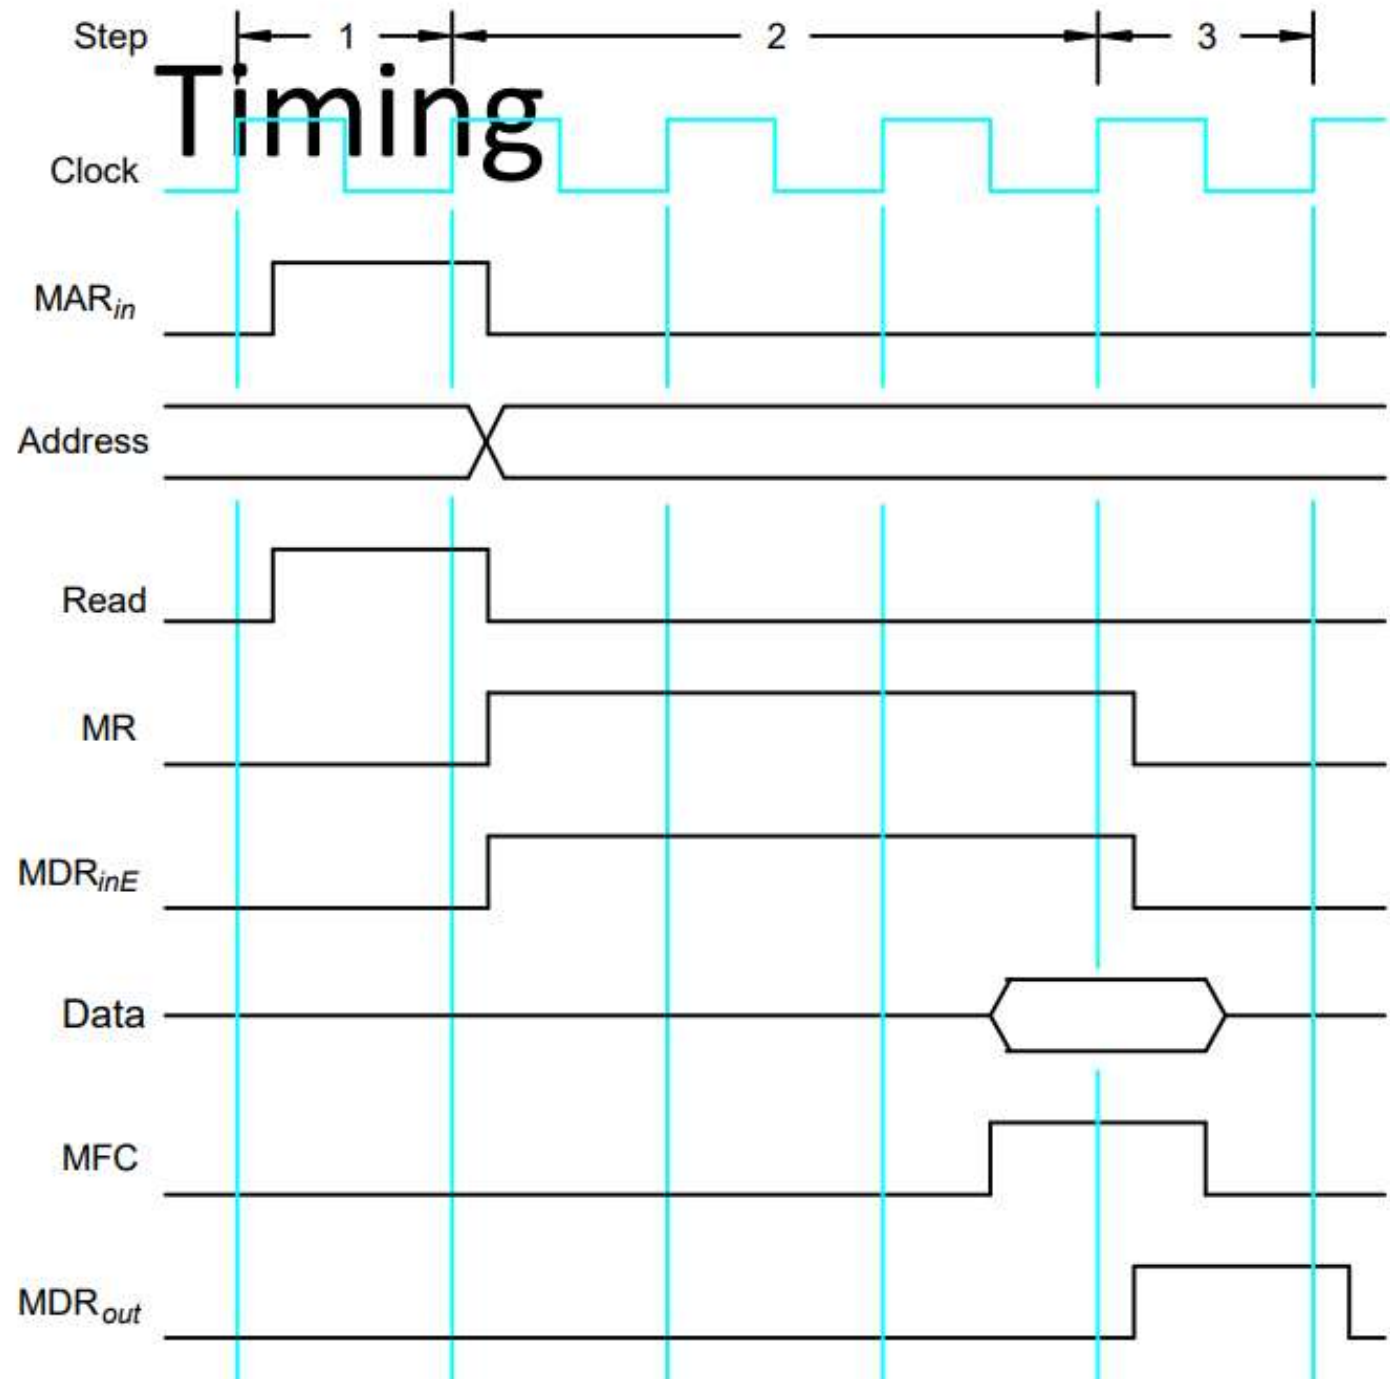 Step 1 2 3
Timing
Clock
MARin
Address
Read
MR
MDRinE
Data
MFC
MDRout